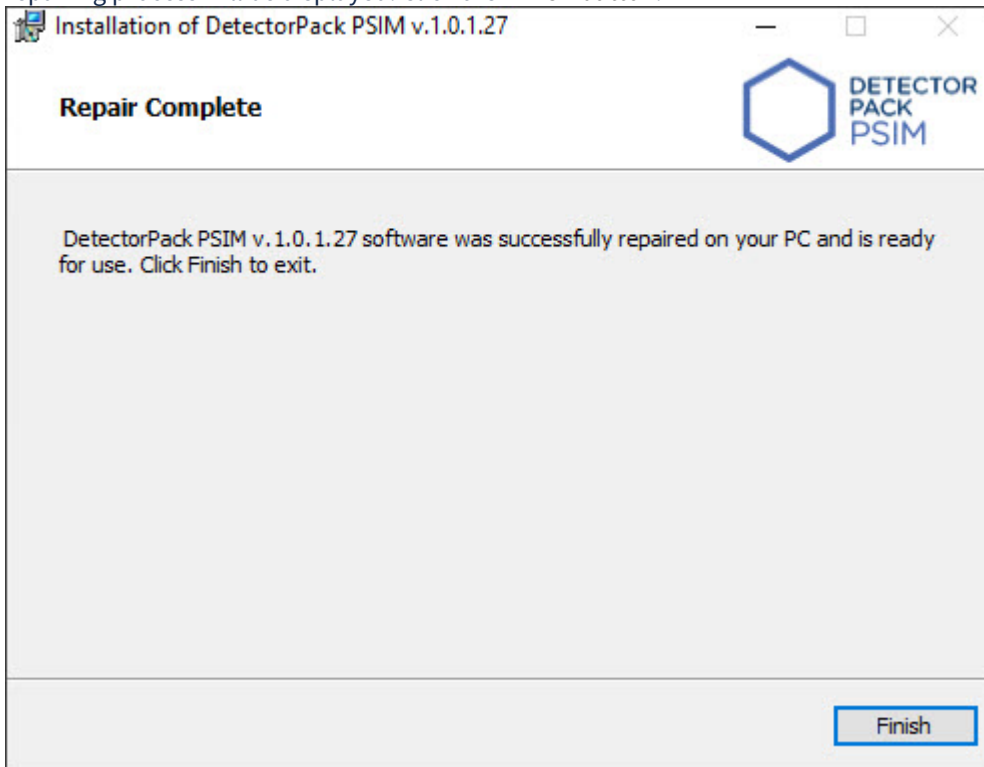 Installation of DetectorPack PSIM v.1.0.1.27
DETECTOR
PACK
PSIM
Repair Complete
DetectorPack PSIM v. 1.0.1.27 software was successfully repaired on your PC and is ready
for use. Click Finish to exit.
Finish